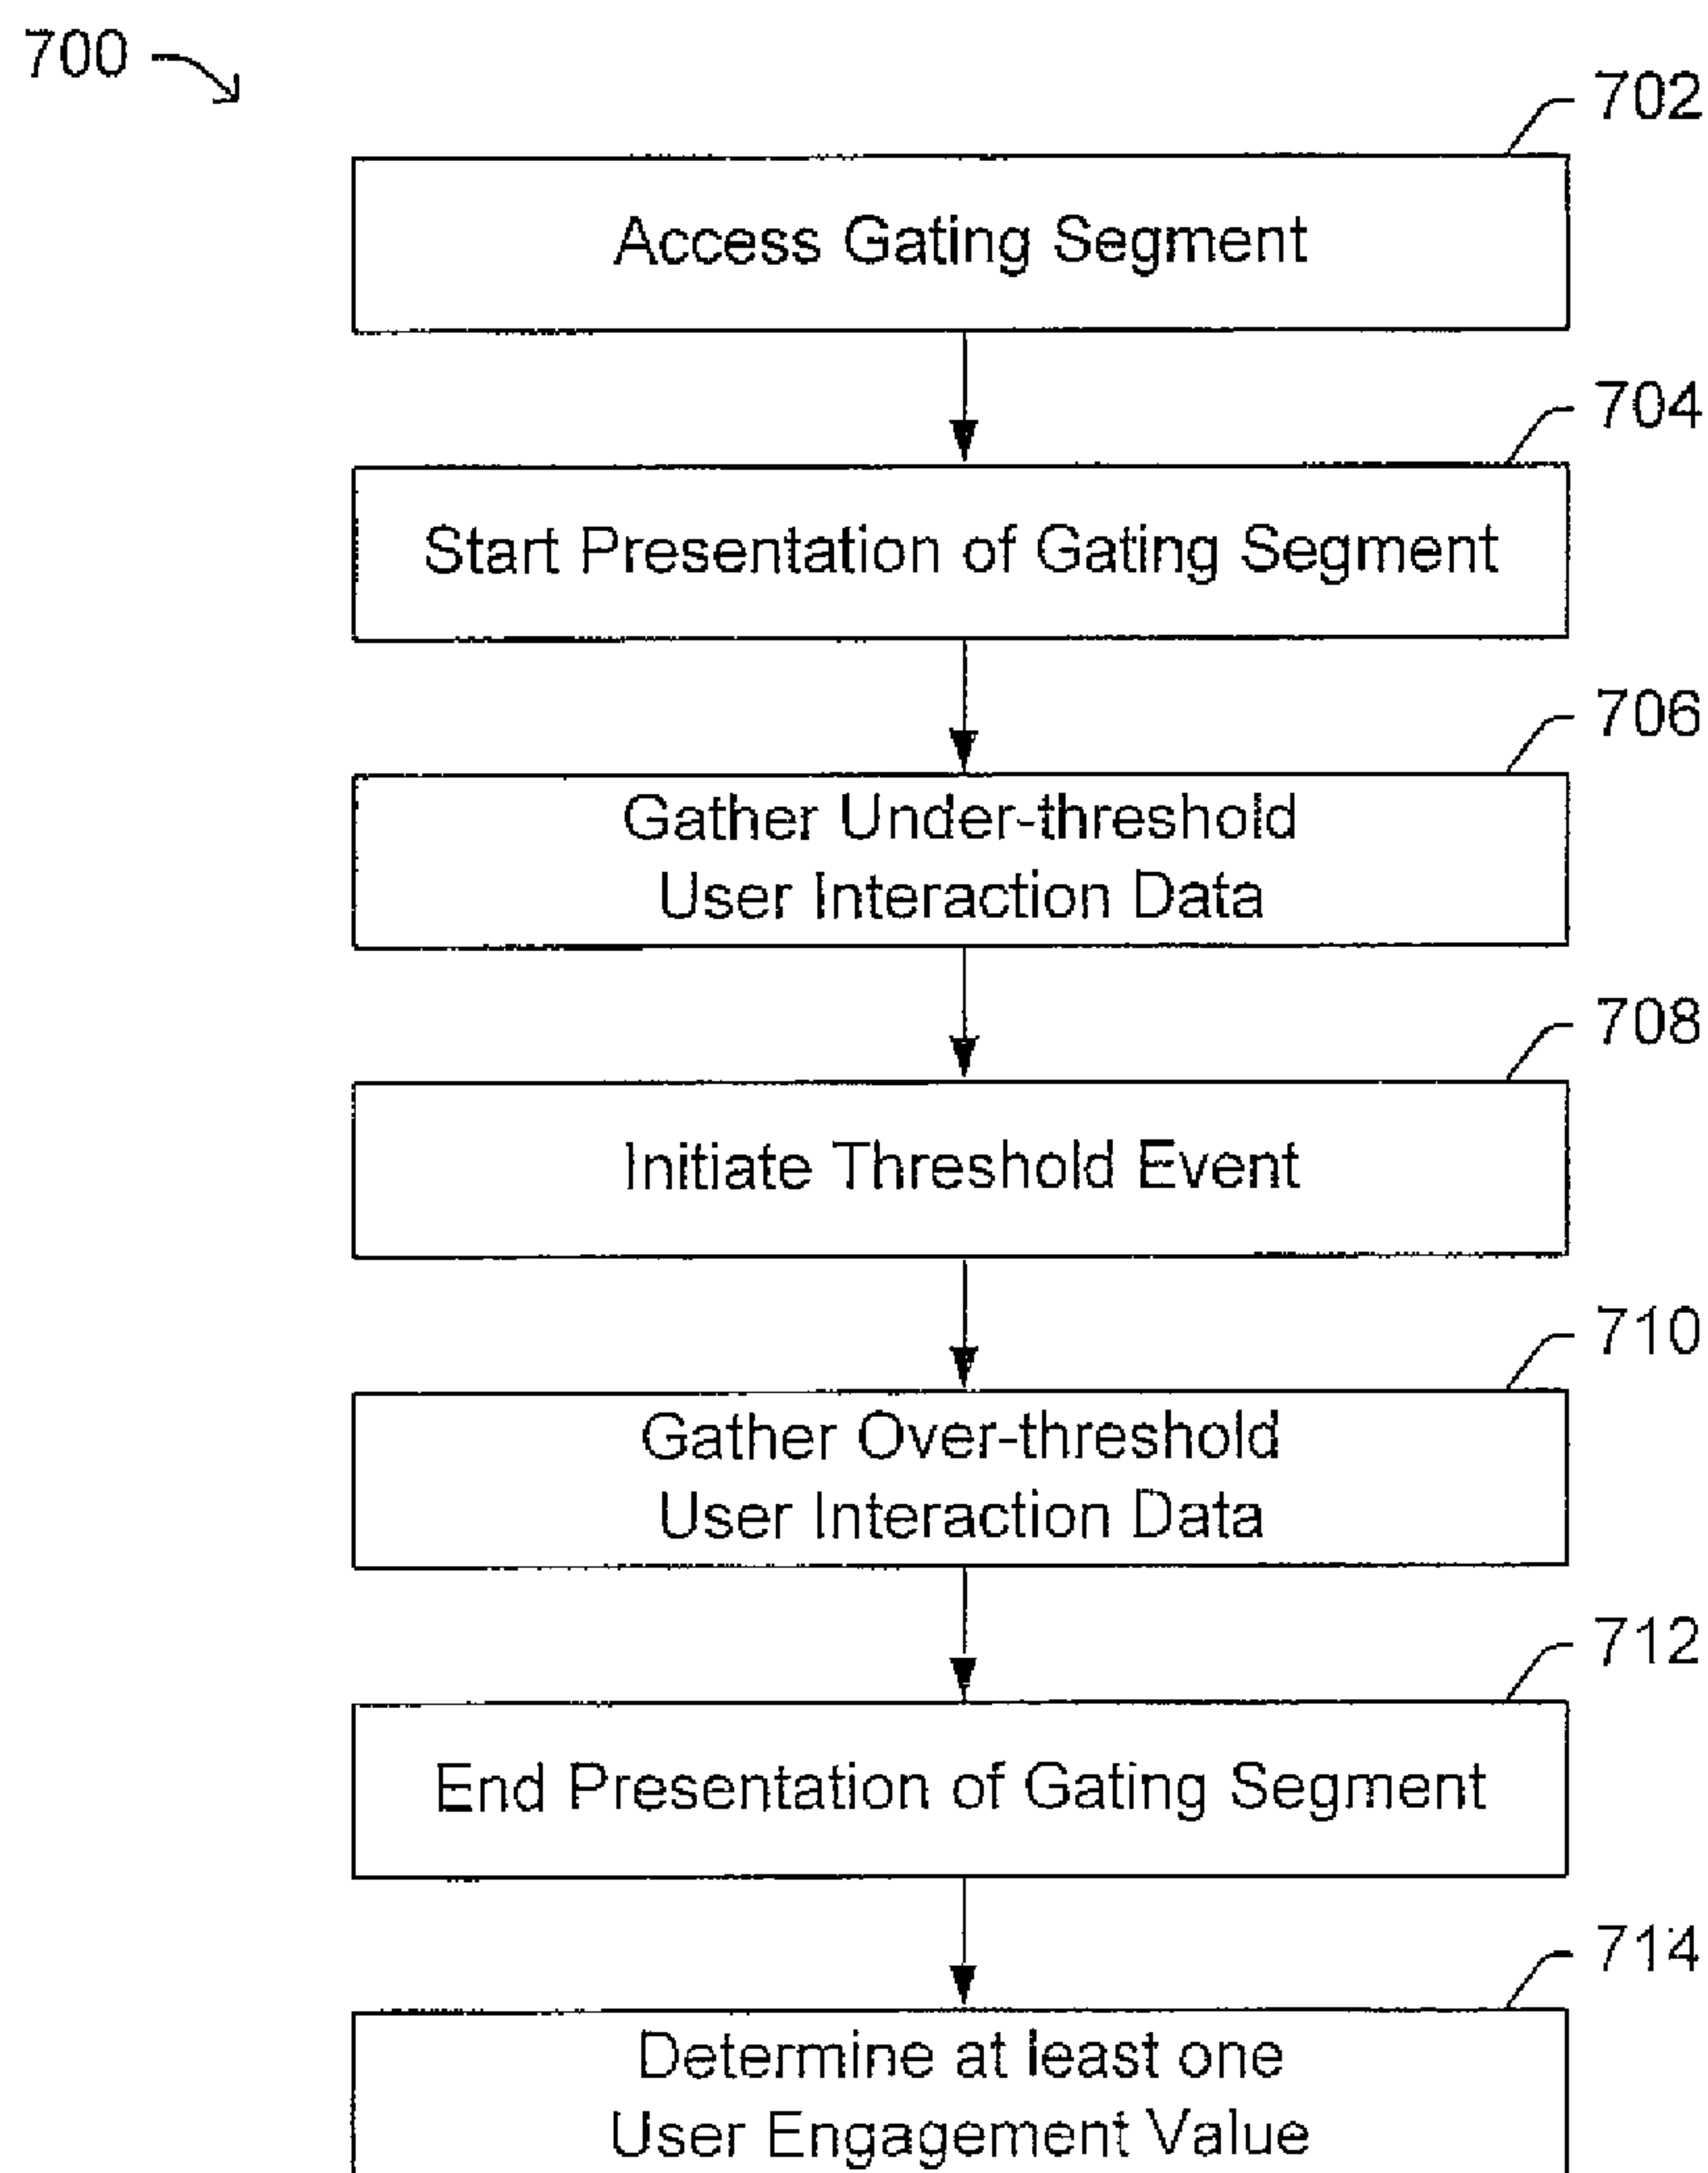 700
702
Access Gating Segment
704
Start Presentation of Gating Segment
706
Gather Under-threshold
User Interaction Data
708
Initiate Threshold Event
710
Gather Over-threshold
User Interaction Data
712
End Presentation of Gating Segment
714
Determine at least one
User Engagement Value